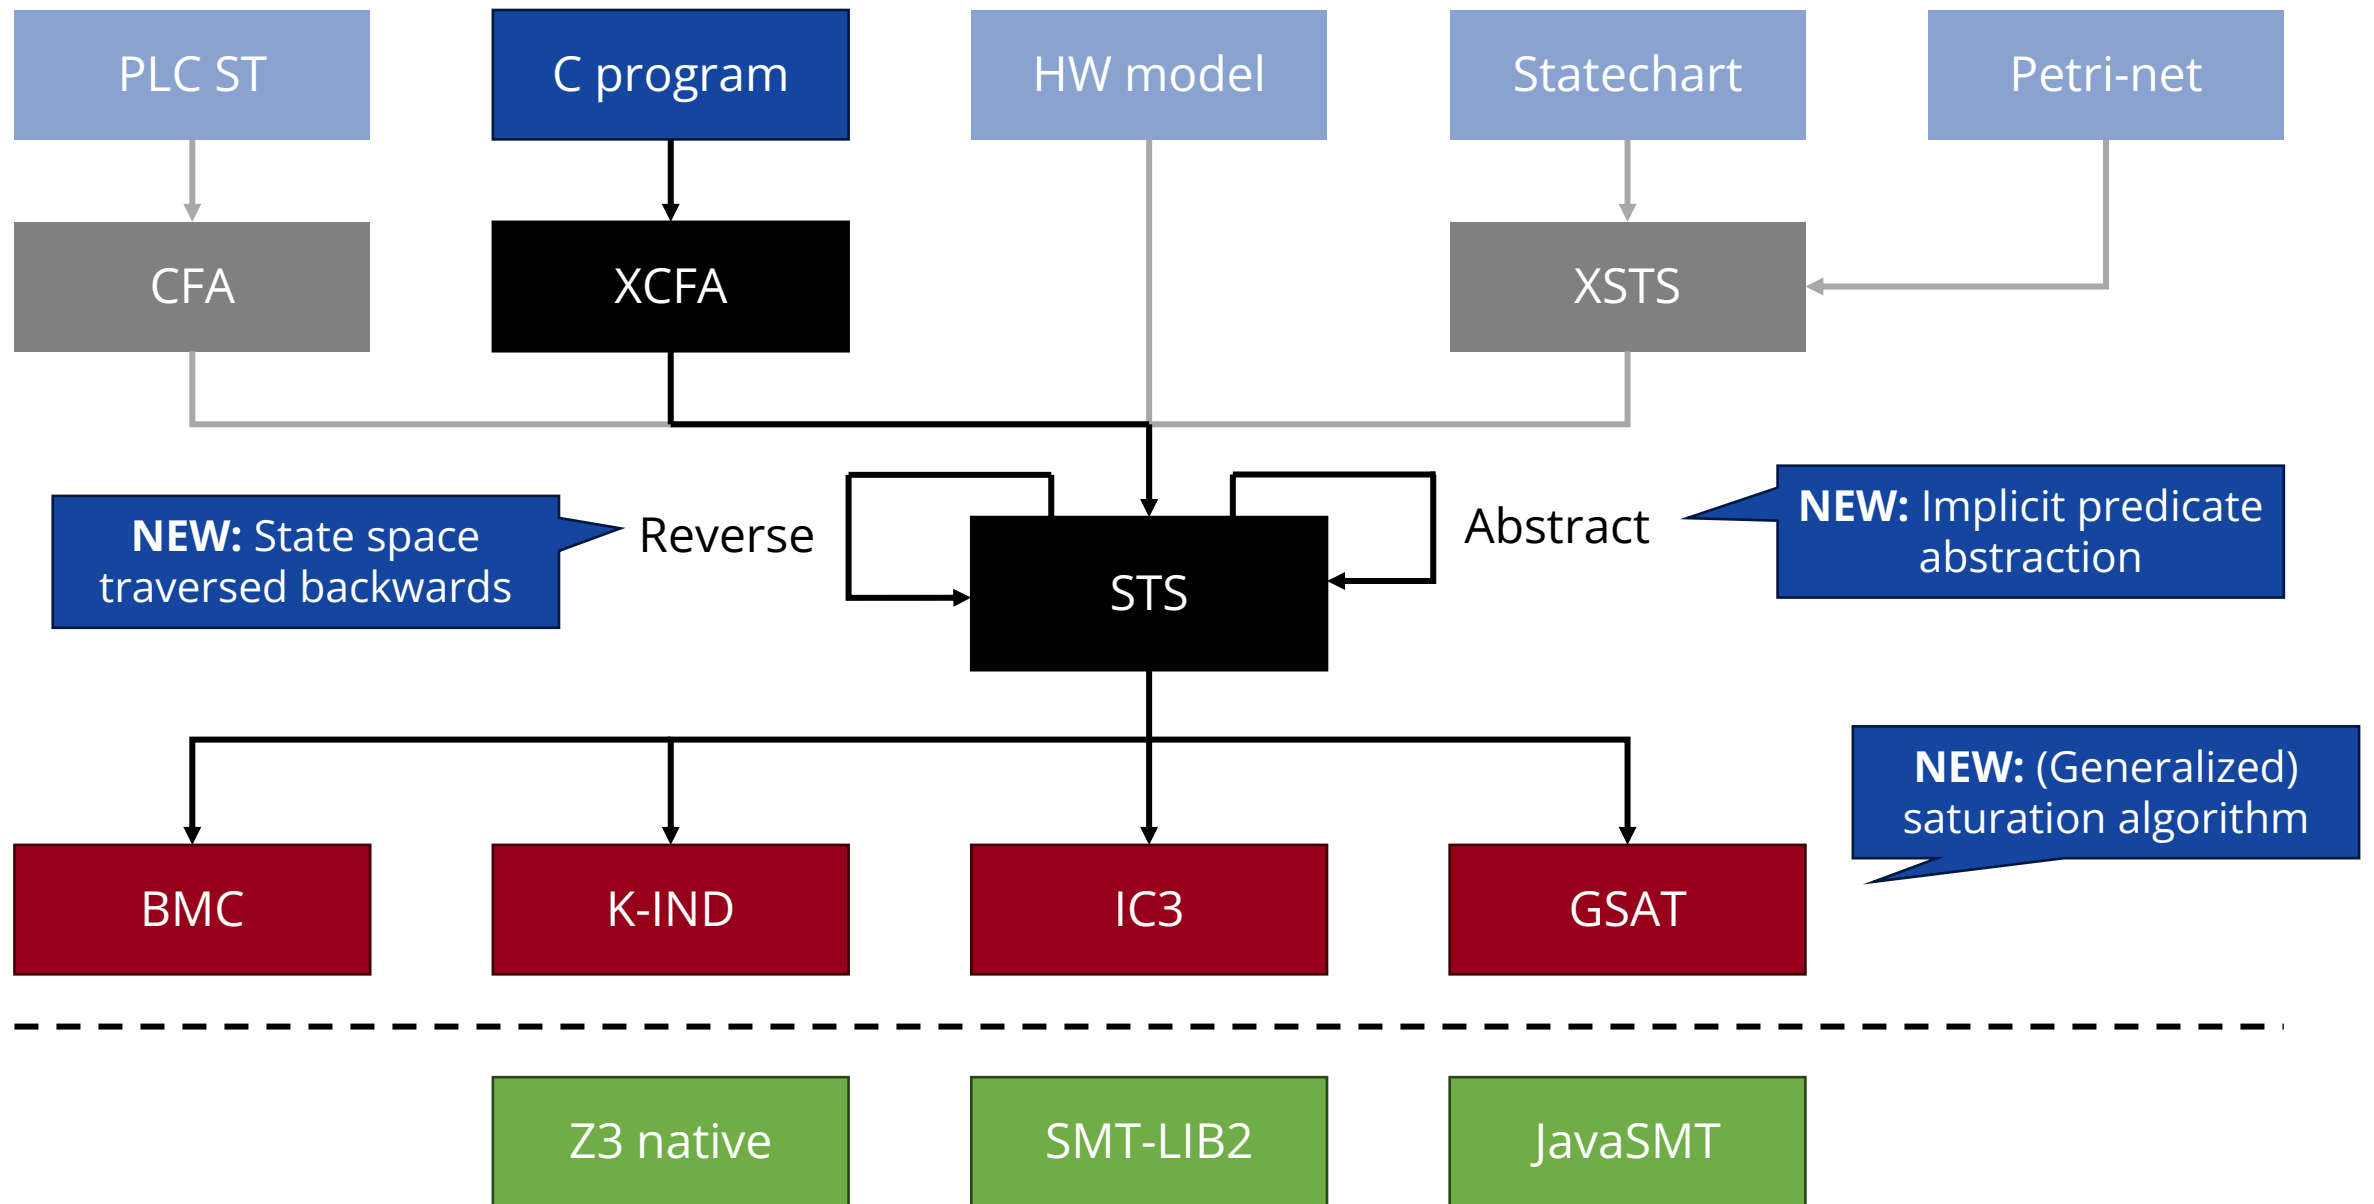 PLC ST
C program
HW model
Statechart
Petri-net
CFA
XCFA
XSTS
NEW: State space
traversed backwards
Reverse
STS
Abstract
NEW: Implicit predicate
abstraction
NEW: (Generalized)
saturation algorithm
BMC
K-IND
IC3
GSAT
Z3 native
SMT-LIB2
JavaSMT